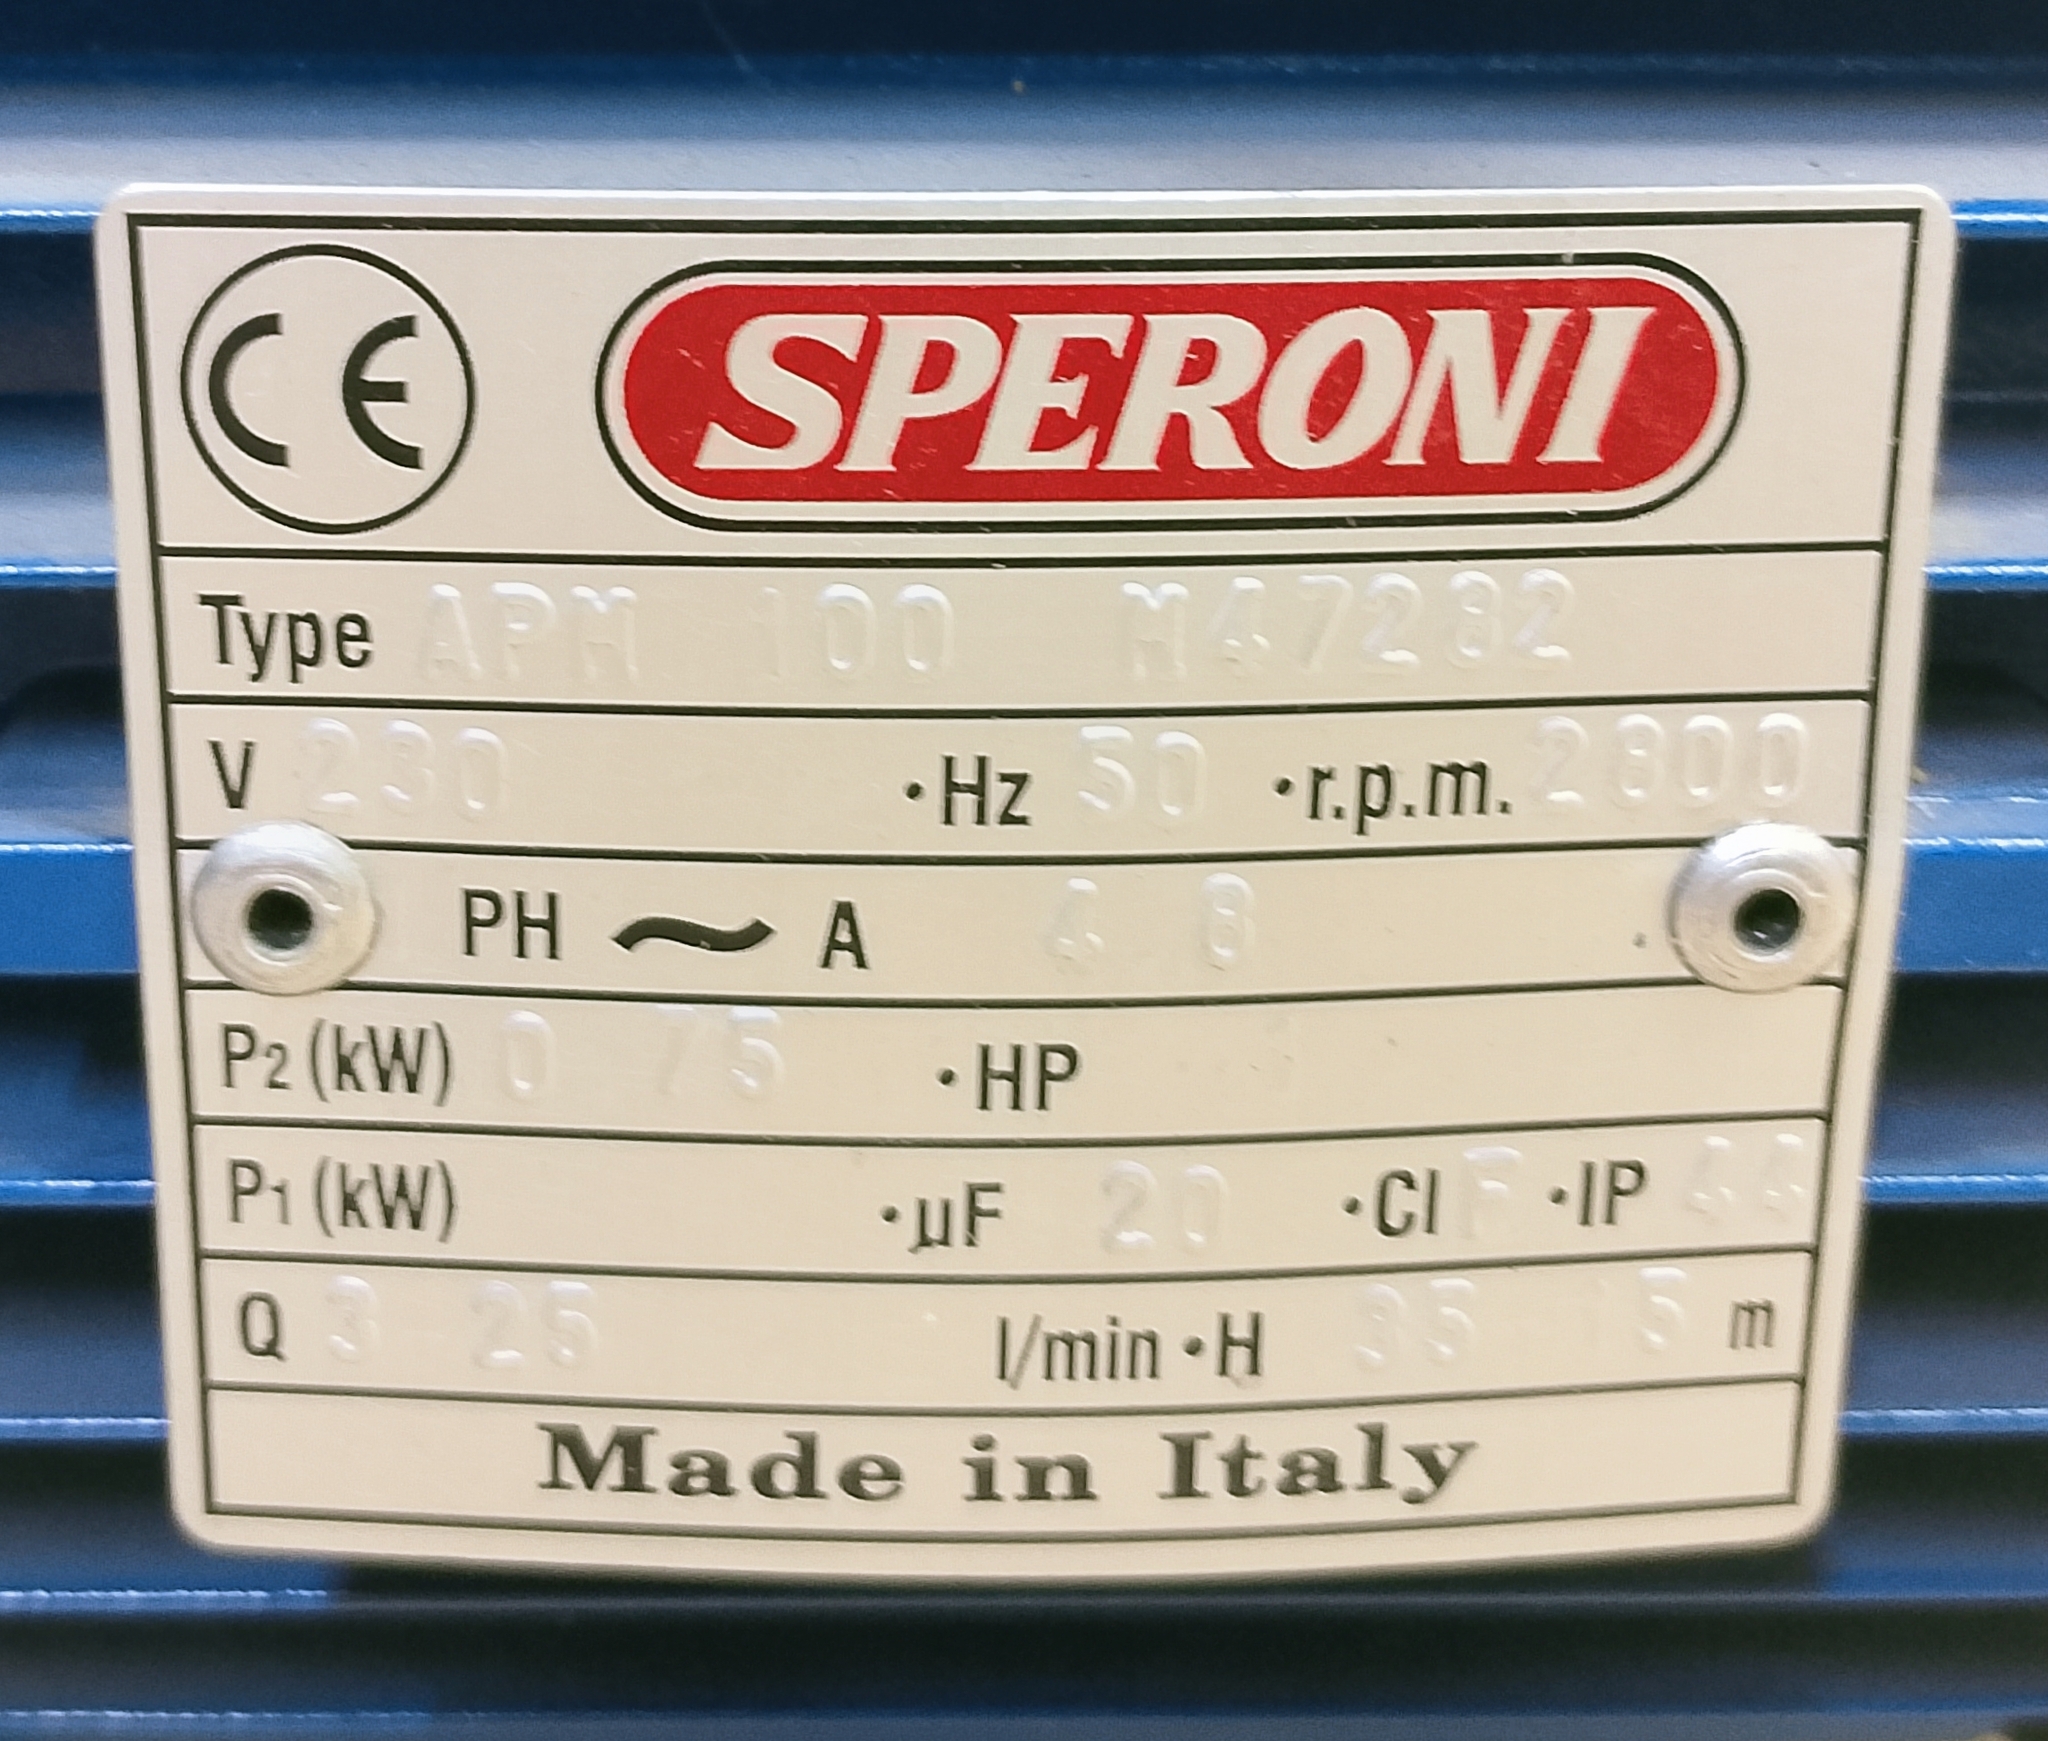 CE SPERONI
Type APM 100 M47282
V 230 ·Hz 50 ·r.p.m. 2800
PH ~ A 4 8
P2 (kW) 0 75 ·HP
P1 (kW) ·µF 20 ·Cl F ·IP 44
Q 3 25 l/min ·H 35 15 m
Made in Italy